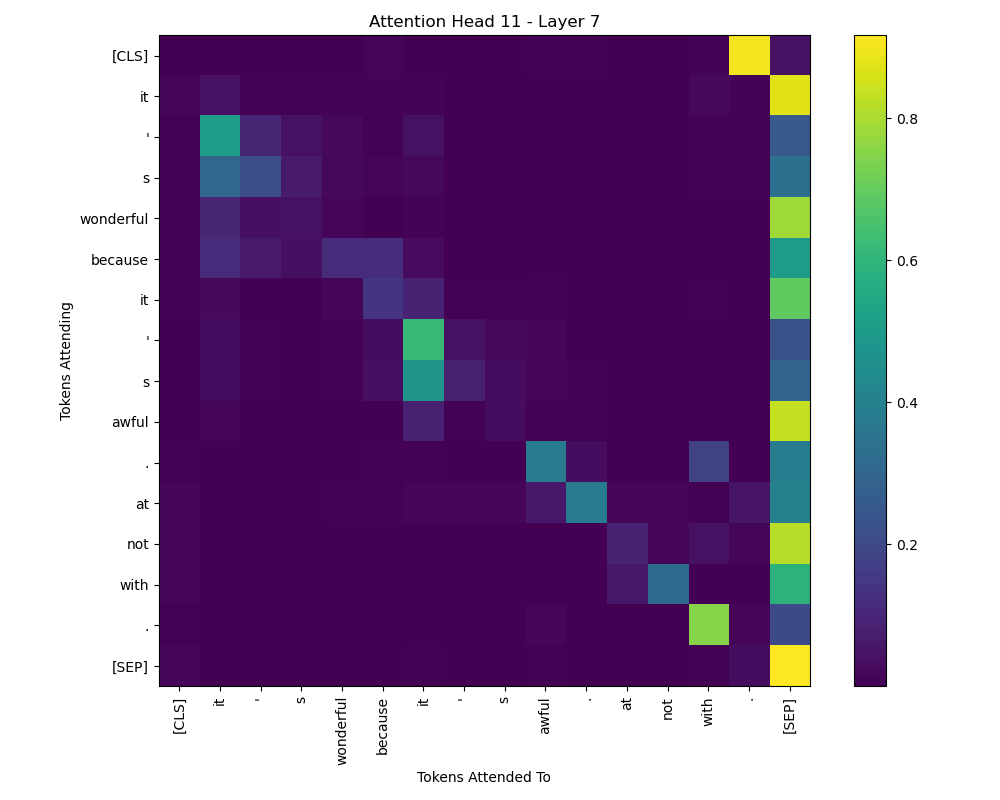 Attention Head 11 - Layer 7
[CLS]
it
'
s
wonderful
because
it
'
s
awful
.
at
not
with
.
[SEP]
Tokens Attending
[CLS]
it
'
s
wonderful
because
it
'
s
awful
.
at
not
with
.
[SEP]
Tokens Attended To
0.8
0.6
0.4
0.2